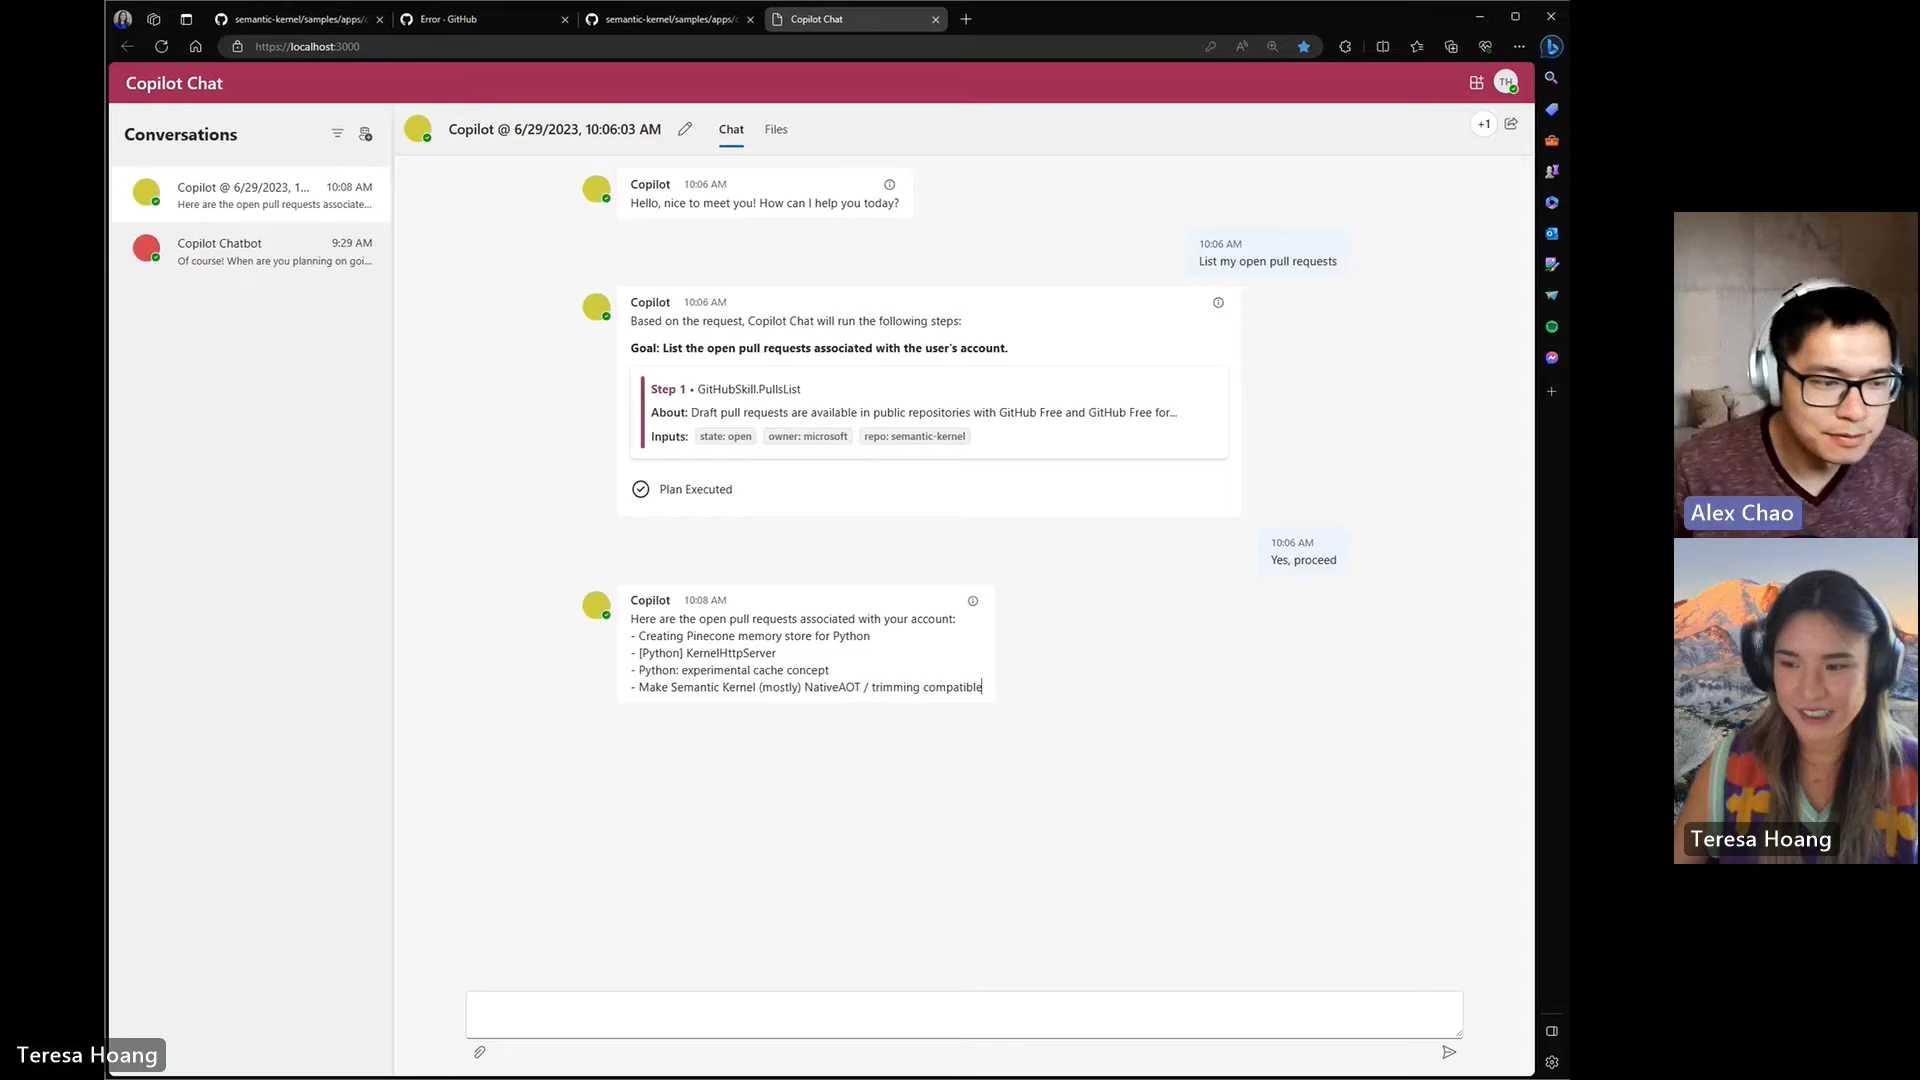 semantic-kernel/samples/apps/c
Error · GitHub
semantic-kernel/samples/apps/c
Copilot Chat
https://localhost:3000
Copilot Chat
TH
Conversations
Copilot @ 6/29/2023, 10:06:03 AM
Chat
Files
+1
Copilot @ 6/29/2023, 1...
10:08 AM
Here are the open pull requests associate...
Copilot Chatbot
9:29 AM
Of course! When are you planning on goi...
Copilot 10:06 AM
Hello, nice to meet you! How can I help you today?
10:06 AM
List my open pull requests
Copilot 10:06 AM
Based on the request, Copilot Chat will run the following steps:
Goal: List the open pull requests associated with the user's account.
Step 1 • GitHubSkill.PullsList
About: Draft pull requests are available in public repositories with GitHub Free and GitHub Free for...
Inputs: state: open owner: microsoft repo: semantic-kernel
Plan Executed
10:06 AM
Yes, proceed
Copilot 10:08 AM
Here are the open pull requests associated with your account:
- Creating Pinecone memory store for Python
- [Python] KernelHttpServer
- Python: experimental cache concept
- Make Semantic Kernel (mostly) NativeAOT / trimming compatible
Alex Chao
Teresa Hoang
Teresa Hoang